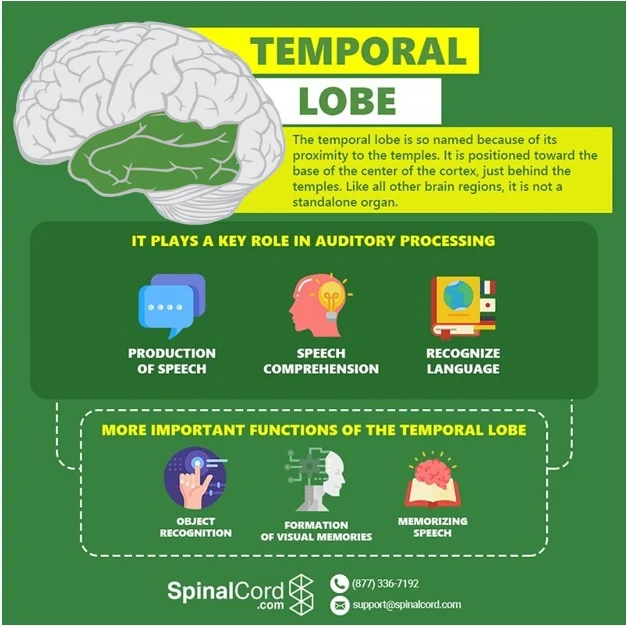 TEMPORAL
LOBE
The temporal lobe is so named because of its
proximity to the temples. It is positioned toward the
base of the center of the cortex, just behind the
temples. Like all other brain regions, it is not a
standalone organ.
IT PLAYS A KEY ROLE IN AUDITORY PROCESSING
PRODUCTION
OF SPEECH
SPEECH
COMPREHENSION
RECOGNIZE
LANGUAGE
MORE IMPORTANT FUNCTIONS OF THE TEMPORAL LOBE
OBJECT
RECOGNITION
FORMATION
OF VISUAL MEMORIES
MEMORIZING
SPEECH
SpinalCord
.com
(877) 336-7192
support@spinalcord.com